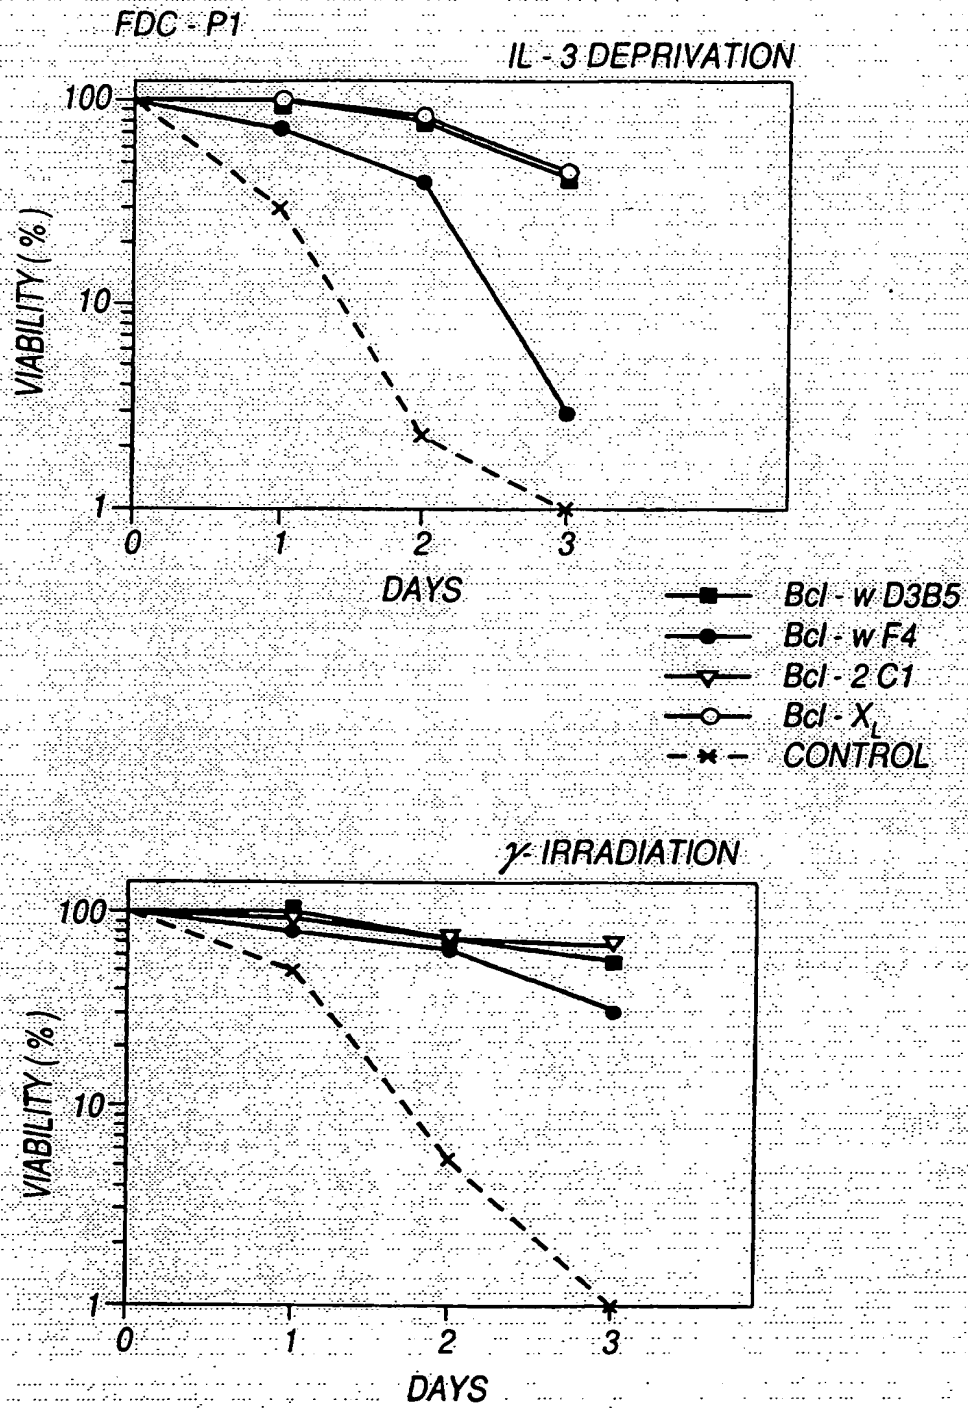 FDC - P1
IL - 3 DEPRIVATION
VIABILITY (%)
100
10
1
0 1 2 3
DAYS
Bcl - w D3B5
Bcl - w F4
Bcl - 2 C1
Bcl - XL
CONTROL
γ- IRRADIATION
VIABILITY (%)
100
10
1
0 1 2 3
DAYS